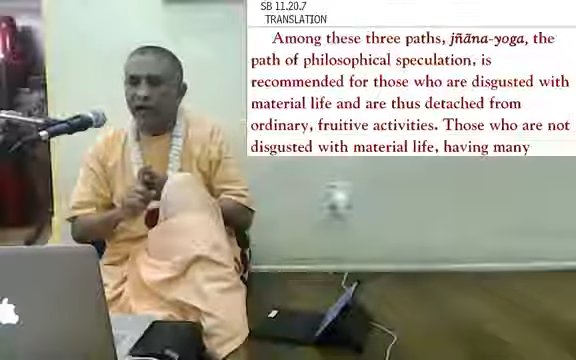 SB 11.20.7
TRANSLATION
Among these three paths, jñāna-yoga, the
path of philosophical speculation, is
recommended for those who are disgusted with
material life and are thus detached from
ordinary, fruitive activities. Those who are not
disgusted with material life, having many